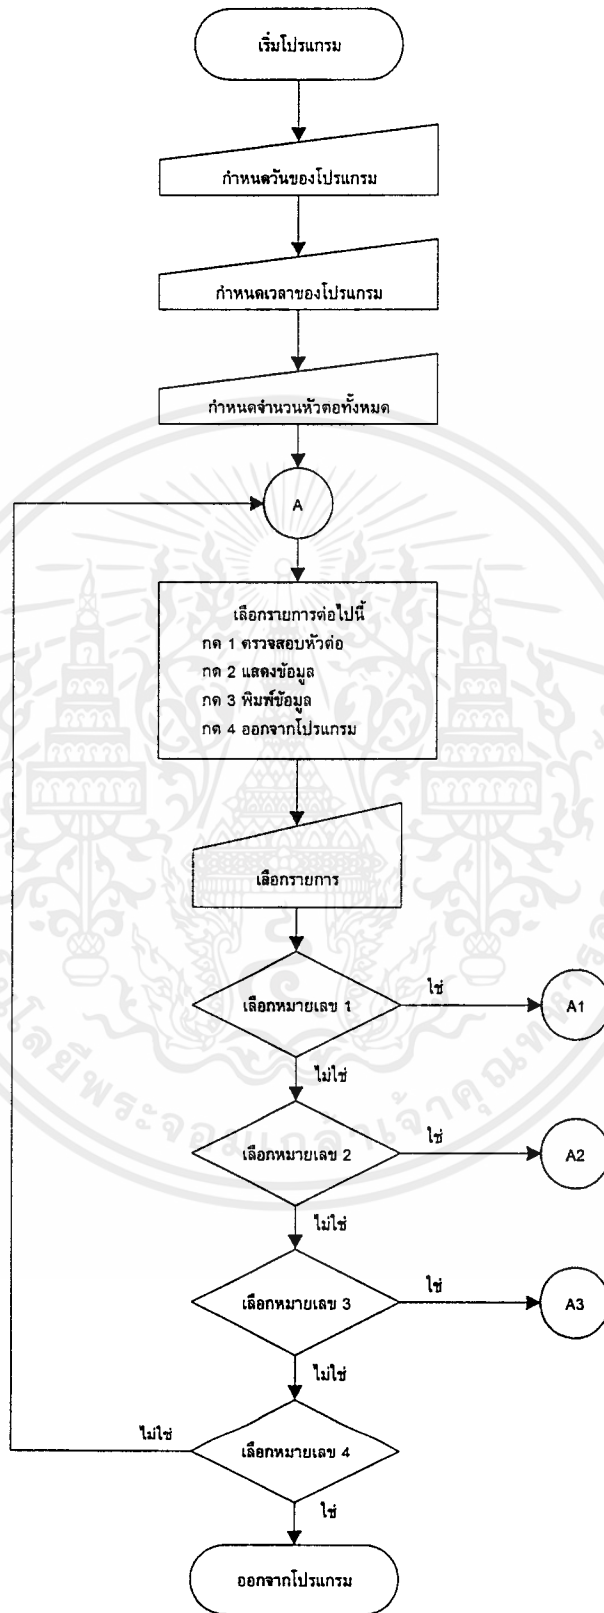 เริ่มโปรแกรม
กำหนดวันของโปรแกรม
กำหนดเวลาของโปรแกรม
กำหนดจำนวนหัวตอทั้งหมด
A
เลือกรายการต่อไปนี้
กด 1 ตรวจสอบหัวต่อ
กด 2 แสดงข้อมูล
กด 3 พิมพ์ข้อมูล
กด 4 ออกจากโปรแกรม
เลือกรายการ
เลือกหมายเลข 1
ใช่
A1
ไม่ใช่
เลือกหมายเลข 2
ใช่
A2
ไม่ใช่
เลือกหมายเลข 3
ใช่
A3
ไม่ใช่
ไม่ใช่
เลือกหมายเลข 4
ใช่
ออกจากโปรแกรม